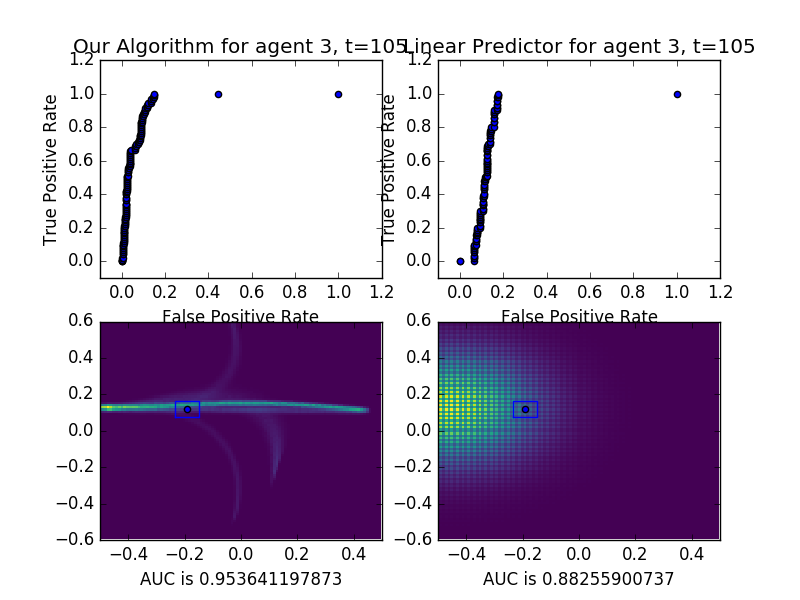 Our Algorithm for agent 3, t=105
Linear Predictor for agent 3, t=105
1.2
1.0
0.8
0.6
0.4
0.2
0.0
True Positive Rate
0.0 0.2 0.4 0.6 0.8 1.0 1.2
False Positive Rate
1.2
1.0
0.8
0.6
0.4
0.2
0.0
True Positive Rate
0.0 0.2 0.4 0.6 0.8 1.0 1.2
False Positive Rate
0.6
0.4
0.2
0.0
−0.2
−0.4
−0.6
−0.4 −0.2 0.0 0.2 0.4
AUC is 0.953641197873
0.6
0.4
0.2
0.0
−0.2
−0.4
−0.6
−0.4 −0.2 0.0 0.2 0.4
AUC is 0.88255900737